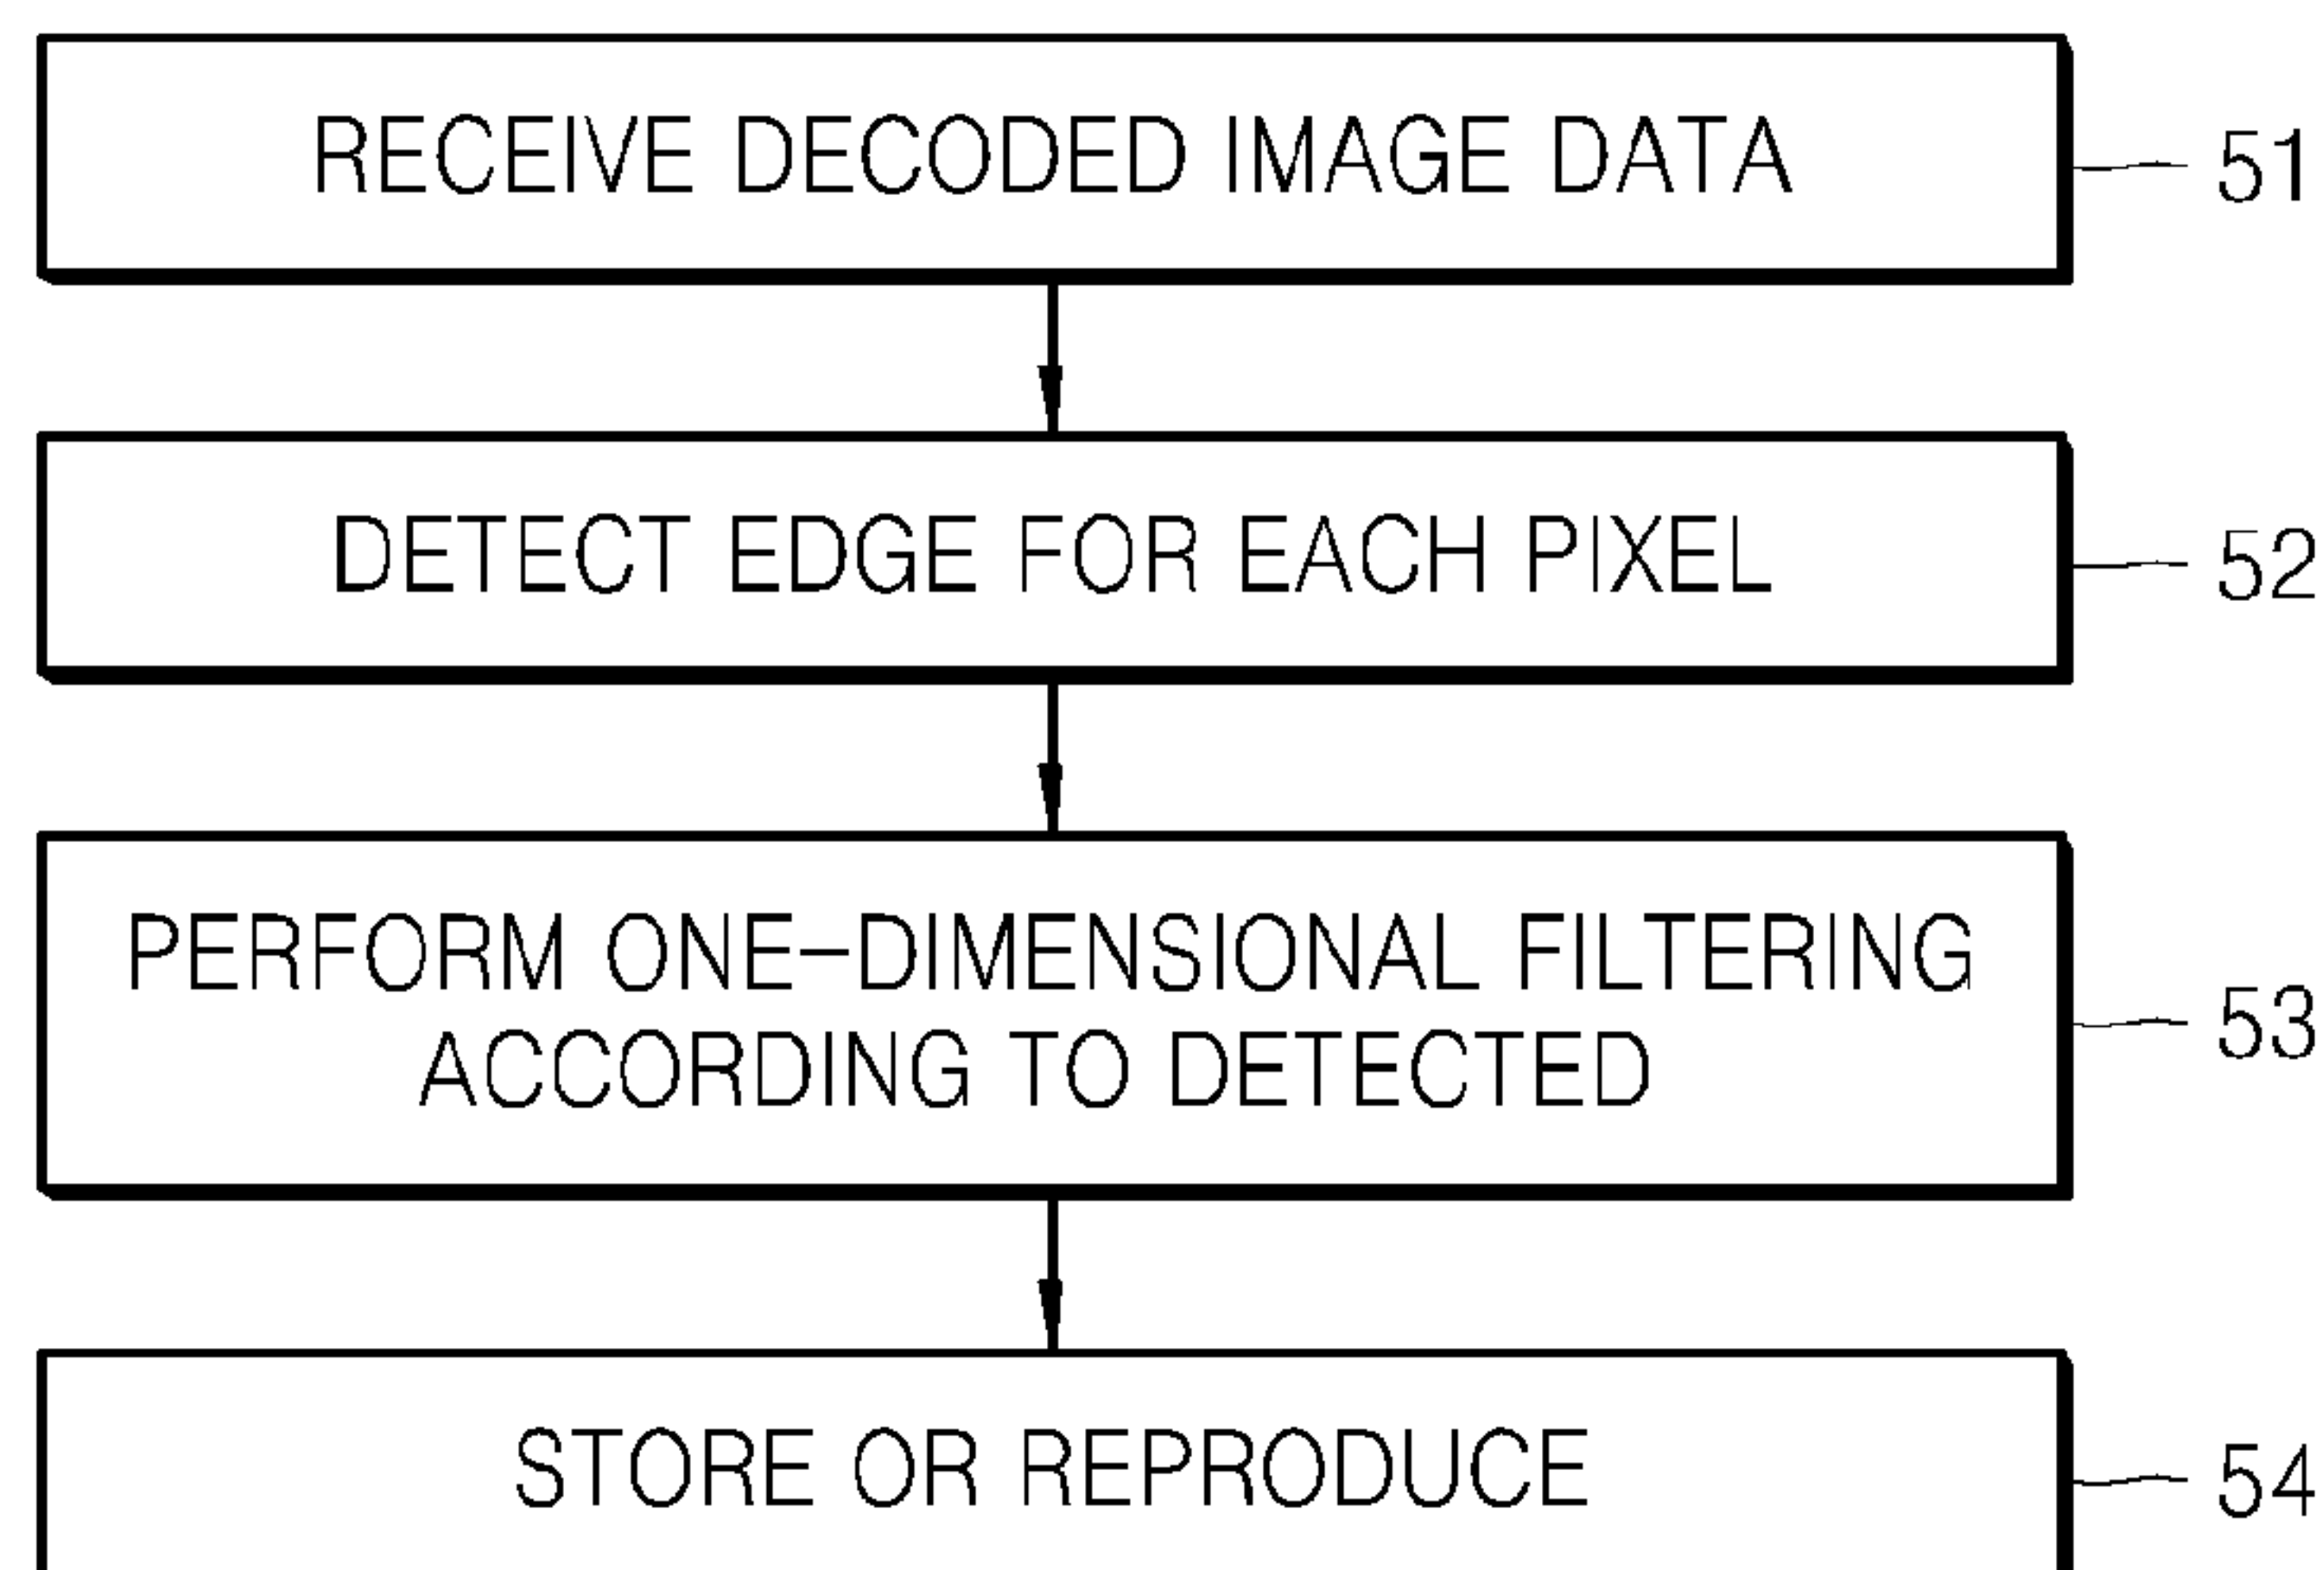 RECEIVE DECODED IMAGE DATA
51
DETECT EDGE FOR EACH PIXEL
52
PERFORM ONE-DIMENSIONAL FILTERING
ACCORDING TO DETECTED
53
STORE OR REPRODUCE
54